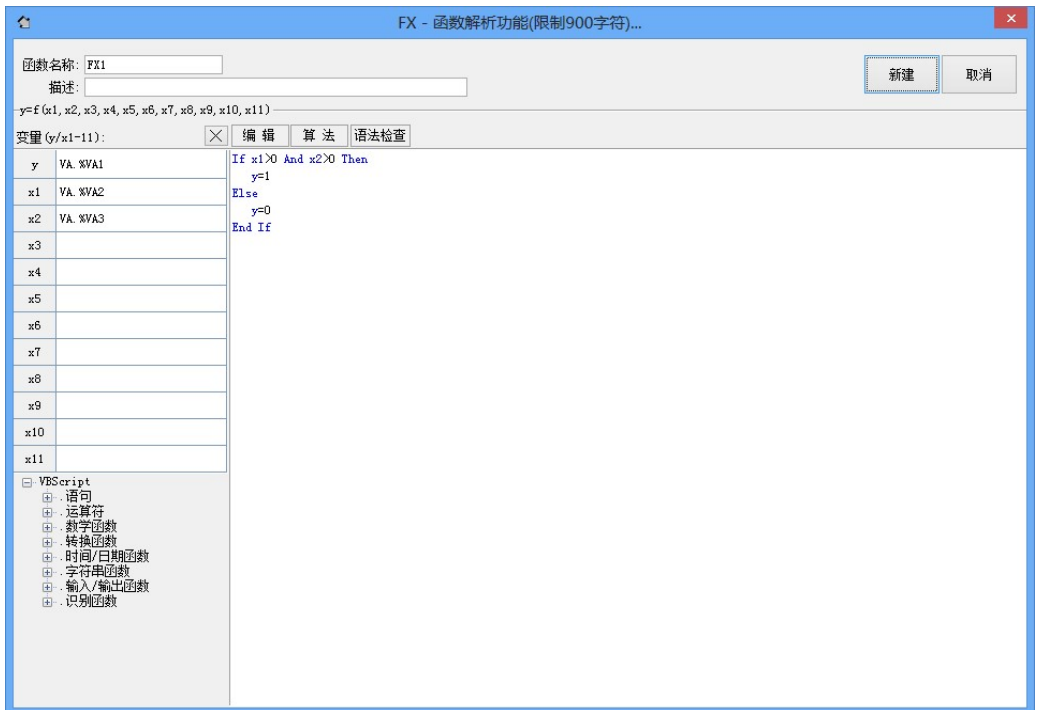 FX - 函数解析功能(限制900字符)...
函数名称: FX1
描述:
新建
取消
y=f(x1, x2, x3, x4, x5, x6, x7, x8, x9, x10, x11)
变量(y/x1-11):
编 辑
算 法
语法检查
y VA.%VA1
x1 VA.%VA2
x2 VA.%VA3
x3
x4
x5
x6
x7
x8
x9
x10
x11
If x1>0 And x2>0 Then
y=1
Else
y=0
End If
VBScript
.语句
.运算符
.数学函数
.转换函数
.时间/日期函数
.字符串函数
.输入/输出函数
.识别函数